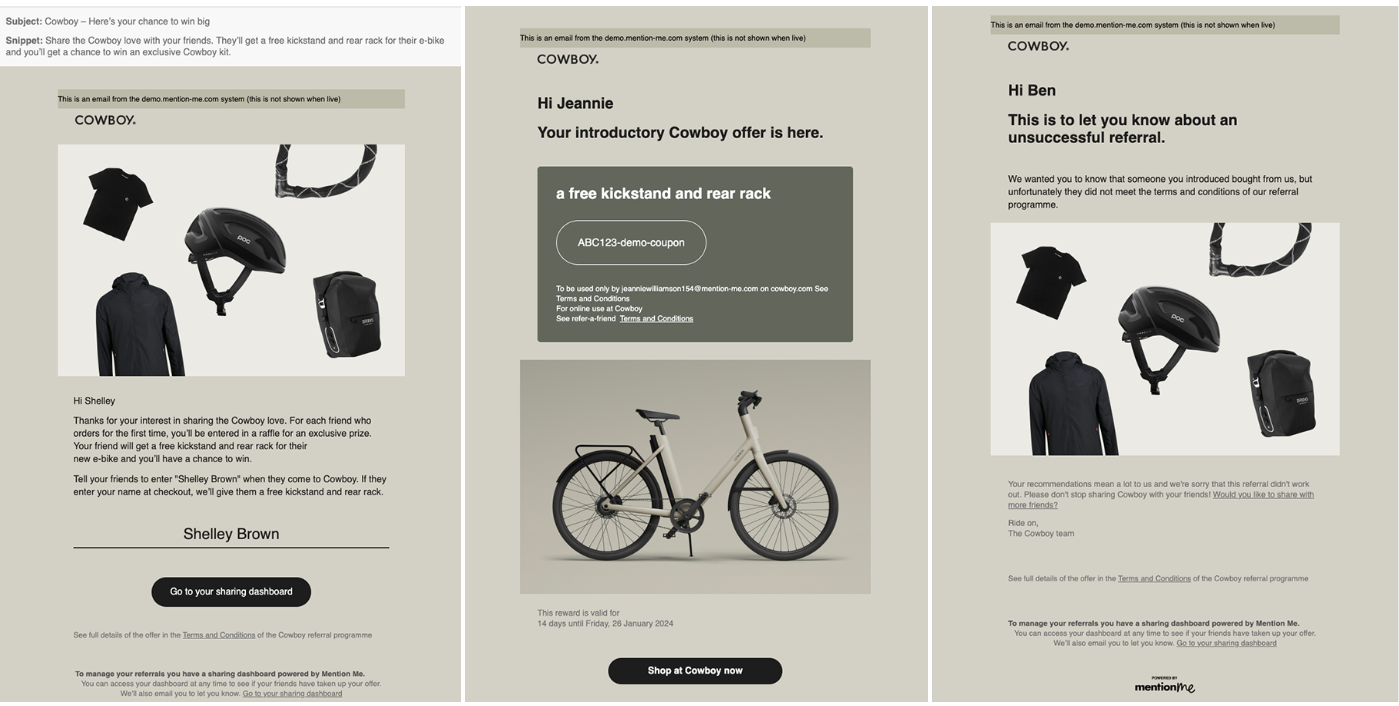 Subject: Cowboy – Here's your chance to win big
Snippet: Share the Cowboy love with your friends. They'll get a free kickstand and rear rack for their e-bike
and you'll get a chance to win an exclusive Cowboy kit.
This is an email from the demo.mention-me.com system (this is not shown when live)
COWBOY.
poc
Hi Shelley
Thanks for your interest in sharing the Cowboy love. For each friend who
orders for the first time, you'll be entered in a raffle for an exclusive prize.
Your friend will get a free kickstand and rear rack for their
new e-bike and you'll have a chance to win.
Tell your friends to enter "Shelley Brown" when they come to Cowboy. If they
enter your name at checkout, we'll give them a free kickstand and rear rack.
Shelley Brown
Go to your sharing dashboard
See full details of the offer in the Terms and Conditions of the Cowboy referral programme
To manage your referrals you have a sharing dashboard powered by Mention Me.
You can access your dashboard at any time to see if your friends have taken up your offer.
We'll also email you to let you know. Go to your sharing dashboard
This is an email from the demo.mention-me.com system (this is not shown when live)
COWBOY.
Hi Jeannie
Your introductory Cowboy offer is here.
a free kickstand and rear rack
ABC123-demo-coupon
To be used only by jeanniewilliamson154@mention-me.com on cowboy.com See
Terms and Conditions
For online use at Cowboy
See refer-a-friend Terms and Conditions
This reward is valid for
14 days until Friday, 26 January 2024
Shop at Cowboy now
This is an email from the demo.mention-me.com system (this is not shown when live)
COWBOY.
Hi Ben
This is to let you know about an
unsuccessful referral.
We wanted you to know that someone you introduced bought from us, but
unfortunately they did not meet the terms and conditions of our referral
programme.
poc
Your recommendations mean a lot to us and we're sorry that this referral didn't work
out. Please don't stop sharing Cowboy with your friends! Would you like to share with
more friends?
Ride on,
The Cowboy team
See full details of the offer in the Terms and Conditions of the Cowboy referral programme
To manage your referrals you have a sharing dashboard powered by Mention Me.
You can access your dashboard at any time to see if your friends have taken up your offer.
We'll also email you to let you know. Go to your sharing dashboard
POWERED BY
mention me